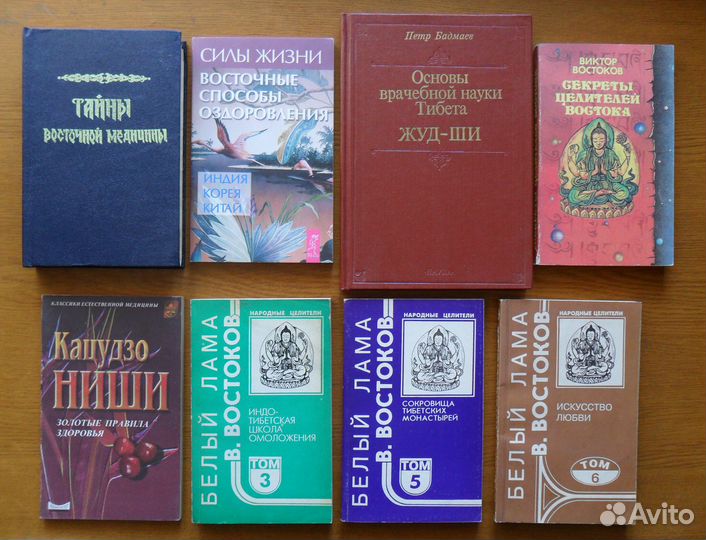 ТАЙНЫ
ВОСТОЧНОЙ МЕДИЦИНЫ
СИЛЫ ЖИЗНИ
ВОСТОЧНЫЕ
СПОСОБЫ
ОЗДОРОВЛЕНИЯ
ИНДИЯ
КОРЕЯ
КИТАЙ
Петр Бадмаев
Основы
врачебной науки
Тибета
ЖУД-ШИ
ВИКТОР
ВОСТОКОВ
СЕКРЕТЫ
ЦЕЛИТЕЛЕЙ
ВОСТОКА
КЛАССИКИ ЕСТЕСТВЕННОЙ МЕДИЦИНЫ
Кацудзо
НИШИ
ЗОЛОТЫЕ ПРАВИЛА
ЗДОРОВЬЯ
БЕЛЫЙ ЛАМА
В. ВОСТОКОВ
НАРОДНЫЕ ЦЕЛИТЕЛИ
ИНДО-
ТИБЕТСКАЯ
ШКОЛА
ОМОЛОЖЕНИЯ
ТОМ
3
БЕЛЫЙ ЛАМА
В. ВОСТОКОВ
НАРОДНЫЕ ЦЕЛИТЕЛИ
СОКРОВИЩА
ТИБЕТСКИХ
МОНАСТЫРЕЙ
ТОМ
5
БЕЛЫЙ ЛАМА
В. ВОСТОКОВ
НАРОДНЫЕ ЦЕЛИТЕЛИ
ИСКУССТВО
ЛЮБВИ
ТОМ
6
Avito